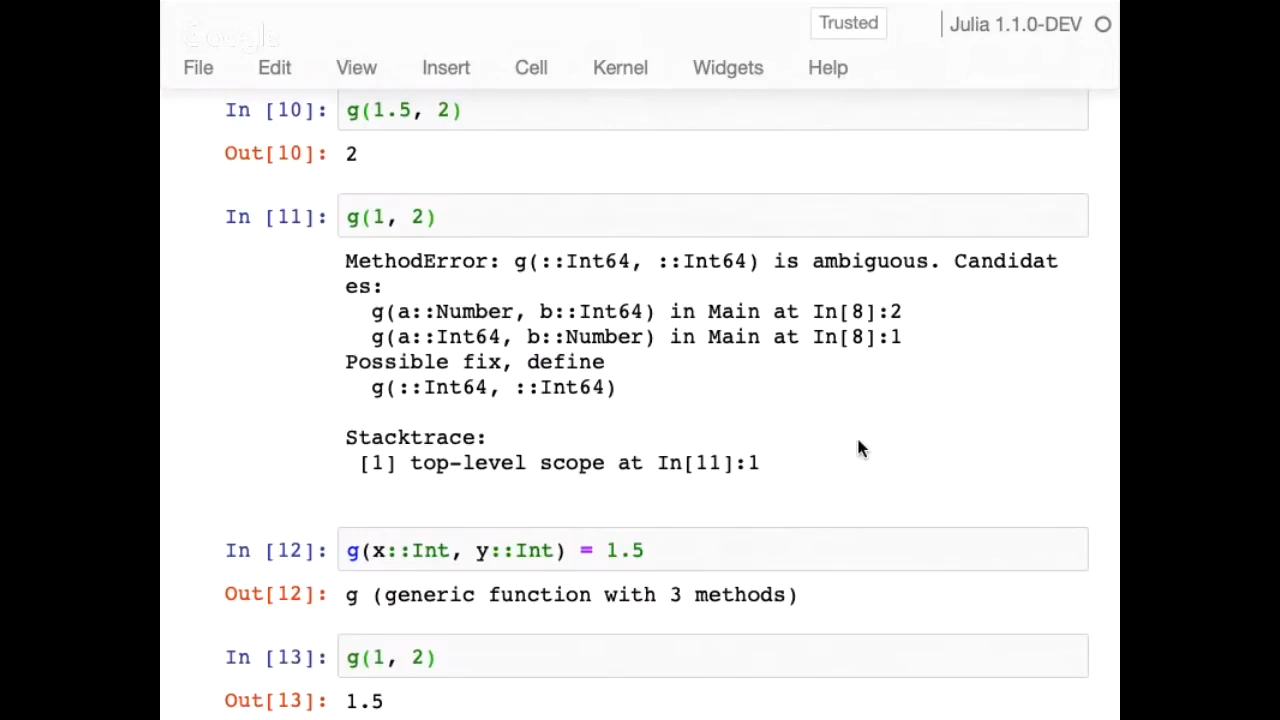 Google
Trusted
Julia 1.1.0-DEV
File Edit View Insert Cell Kernel Widgets Help
In [10]: g(1.5, 2)
Out[10]: 2
In [11]: g(1, 2)
MethodError: g(::Int64, ::Int64) is ambiguous. Candidat
es:
g(a::Number, b::Int64) in Main at In[8]:2
g(a::Int64, b::Number) in Main at In[8]:1
Possible fix, define
g(::Int64, ::Int64)
Stacktrace:
[1] top-level scope at In[11]:1
In [12]: g(x::Int, y::Int) = 1.5
Out[12]: g (generic function with 3 methods)
In [13]: g(1, 2)
Out[13]: 1.5